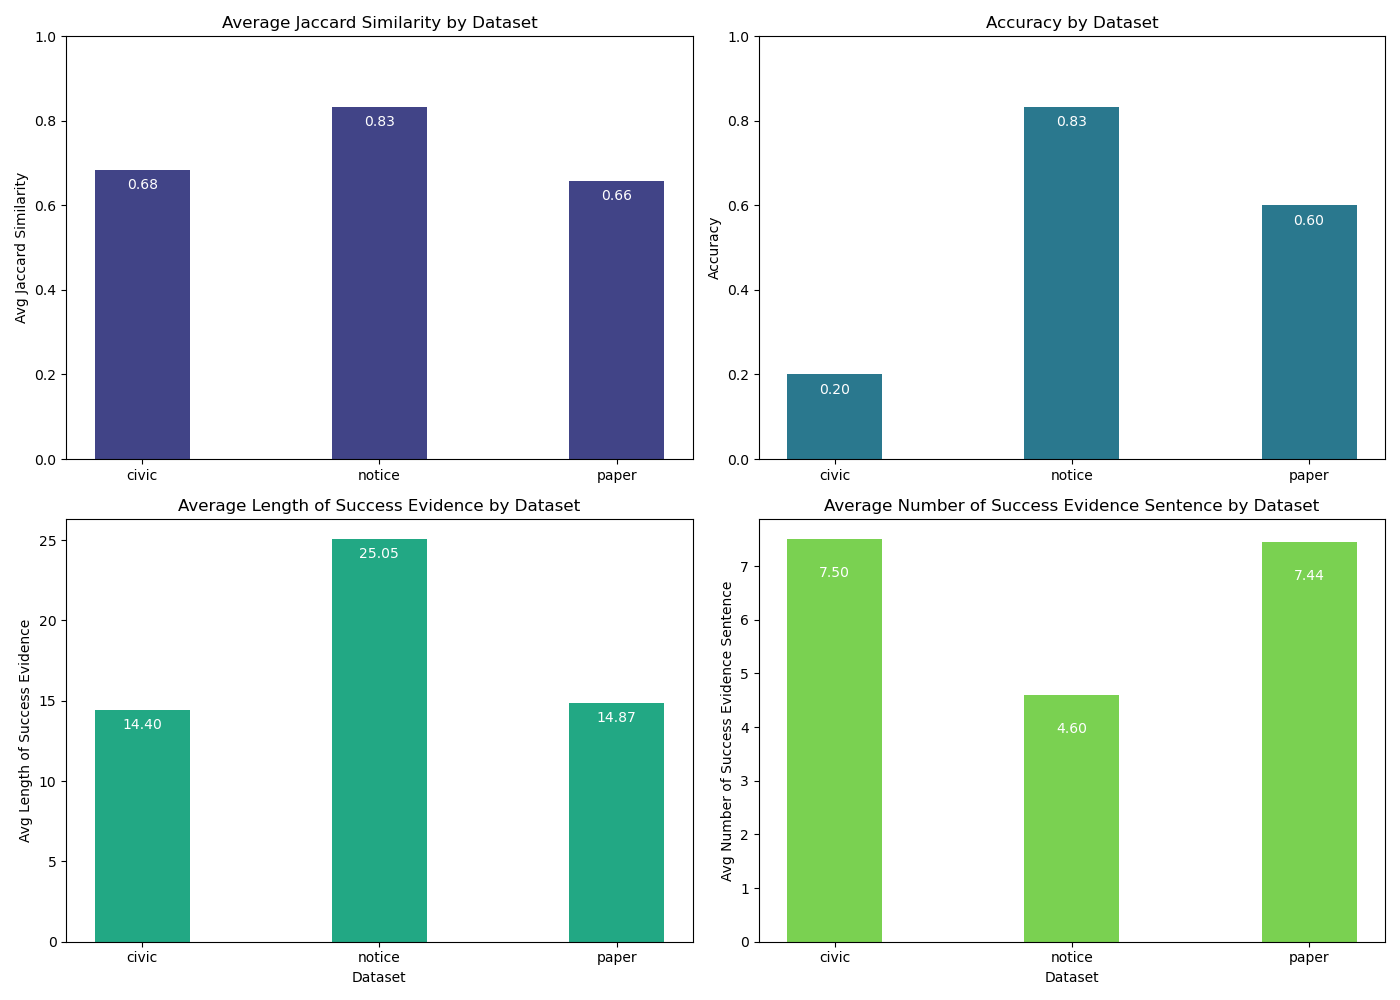 Average Jaccard Similarity by Dataset
Avg Jaccard Similarity
1.0
0.8
0.6
0.4
0.2
0.0
0.68
0.83
0.66
civic
notice
paper
Accuracy by Dataset
Accuracy
1.0
0.8
0.6
0.4
0.2
0.0
0.20
0.83
0.60
civic
notice
paper
Average Length of Success Evidence by Dataset
Avg Length of Success Evidence
25
20
15
10
5
0
14.40
25.05
14.87
civic
notice
paper
Dataset
Average Number of Success Evidence Sentence by Dataset
Avg Number of Success Evidence Sentence
7
6
5
4
3
2
1
0
7.50
4.60
7.44
civic
notice
paper
Dataset